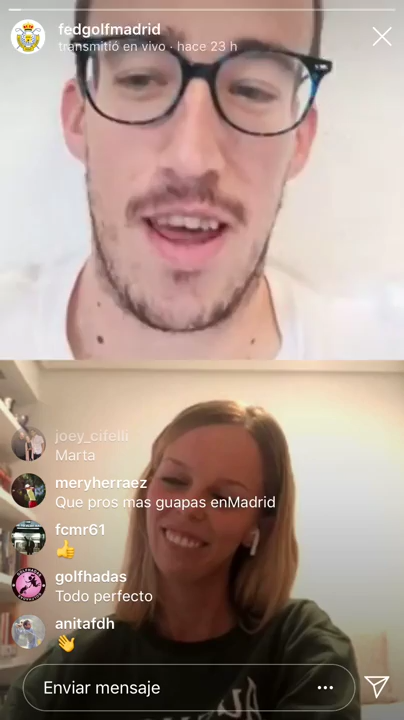 fedgolfmadrid
transmitió en vivo · hace 23 h
joey_cifelli
Marta
meryherraez
Que pros mas guapas enMadrid
fcmr61
👍
golfhadas
Todo perfecto
anitafdh
👋
Enviar mensaje